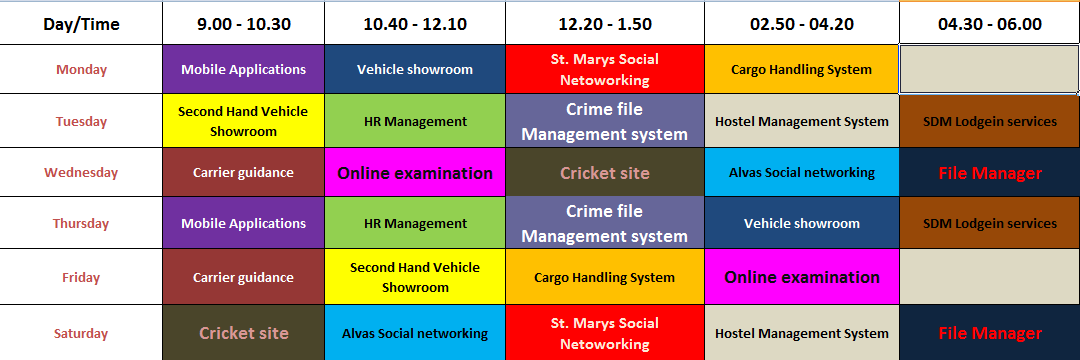 Day/Time 9.00 - 10.30 10.40 - 12.10 12.20 - 1.50 02.50 - 04.20 04.30 - 06.00
Monday Mobile Applications Vehicle showroom St. Marys Social Netoworking Cargo Handling System
Tuesday Second Hand Vehicle Showroom HR Management Crime file Management system Hostel Management System SDM Lodgein services
Wednesday Carrier guidance Online examination Cricket site Alvas Social networking File Manager
Thursday Mobile Applications HR Management Crime file Management system Vehicle showroom SDM Lodgein services
Friday Carrier guidance Second Hand Vehicle Showroom Cargo Handling System Online examination
Saturday Cricket site Alvas Social networking St. Marys Social Netoworking Hostel Management System File Manager